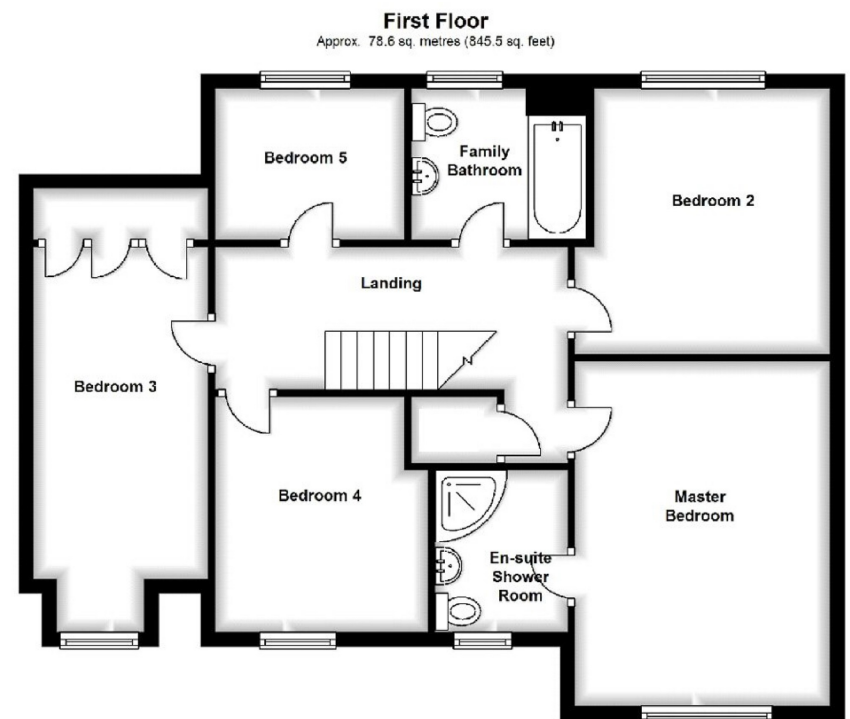 First Floor
Approx. 78.6 sq. metres (845.5 sq. feet)
Bedroom 5
Family
Bathroom
Bedroom 2
Landing
Bedroom 3
Bedroom 4
Master
Bedroom
En-suite
Shower
Room